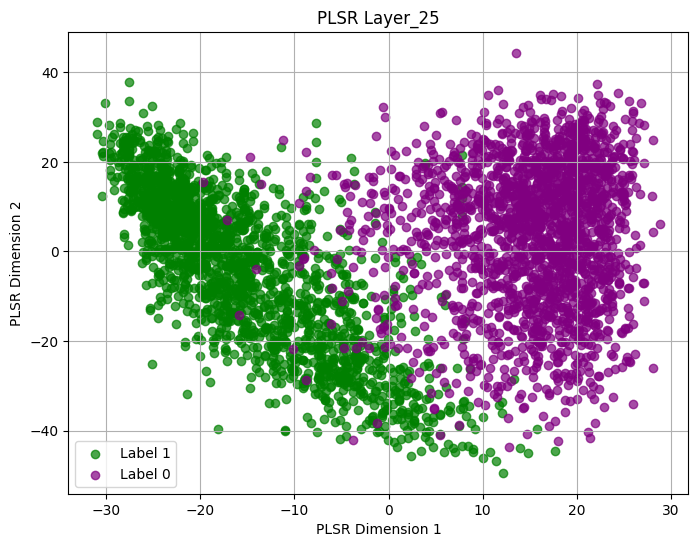 PLSR Layer_25
PLSR Dimension 2
40
20
0
−20
−40
Label 1
Label 0
−30 −20 −10 0 10 20 30
PLSR Dimension 1